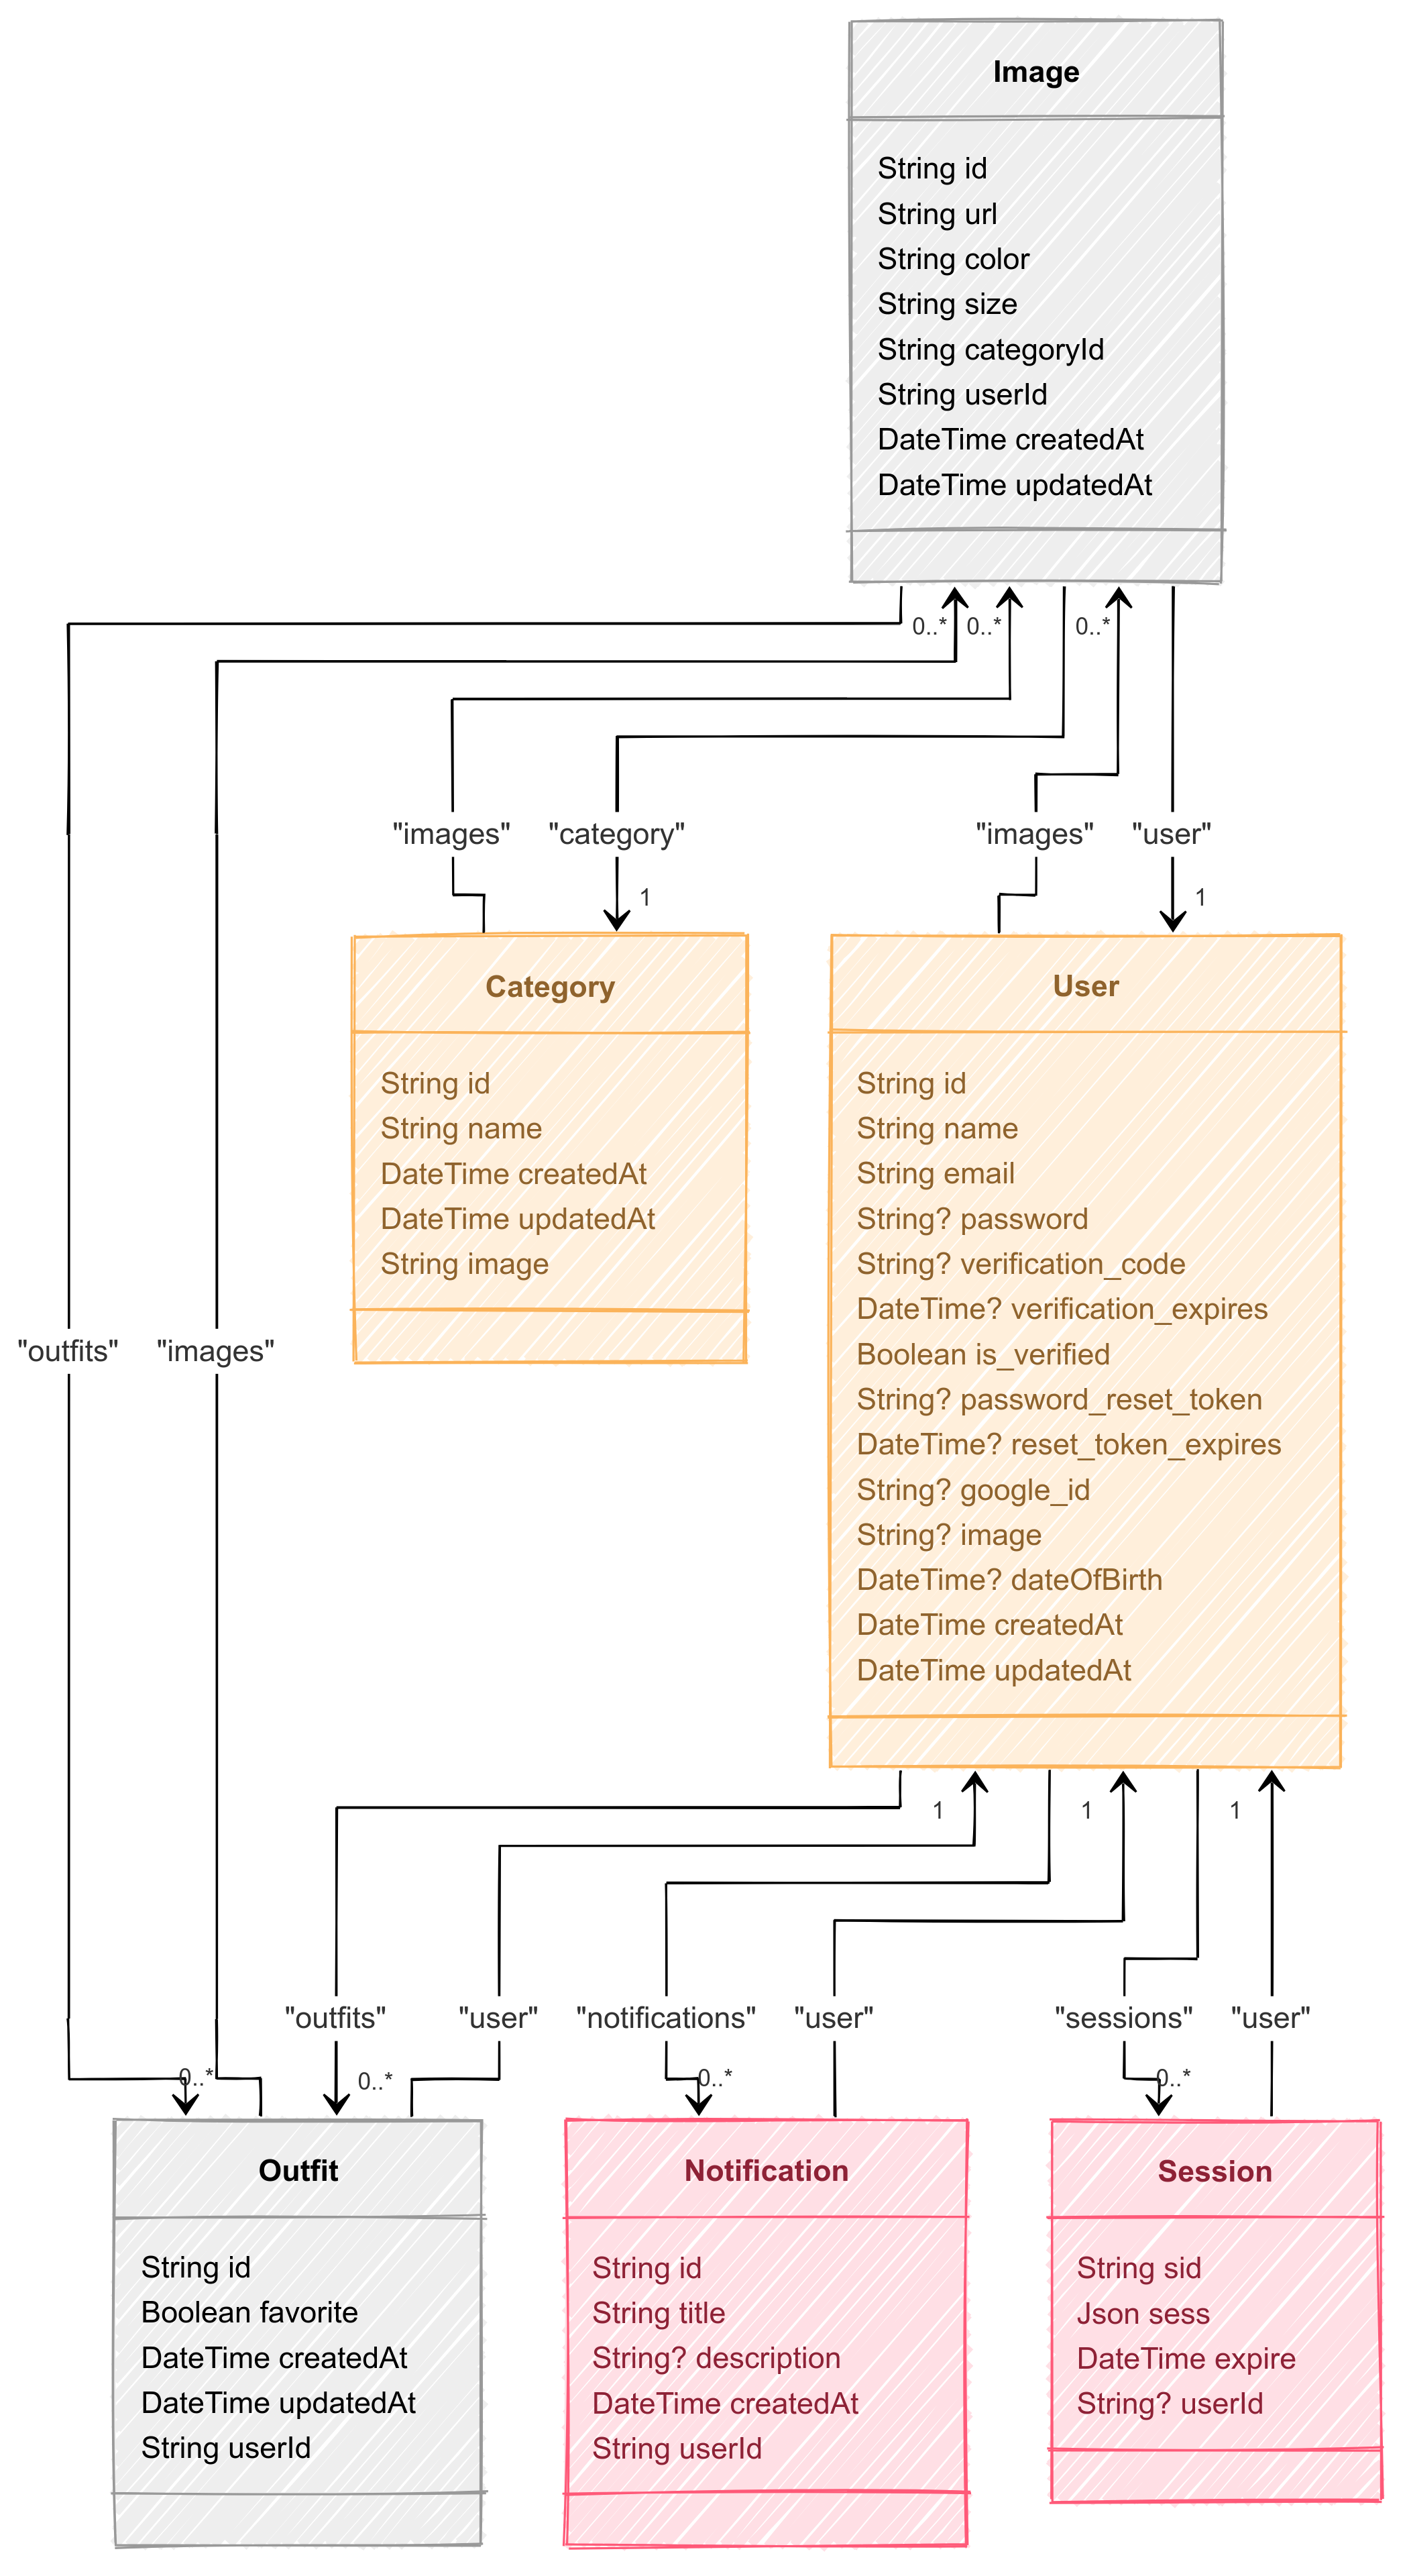 Image
String id
String url
String color
String size
String categoryId
String userId
DateTime createdAt
DateTime updatedAt
0..* 0..* 0..*
"images" "category" "images" "user"
1 1
Category
String id
String name
DateTime createdAt
DateTime updatedAt
String image
User
String id
String name
String email
String? password
String? verification_code
DateTime? verification_expires
Boolean is_verified
String? password_reset_token
DateTime? reset_token_expires
String? google_id
String? image
DateTime? dateOfBirth
DateTime createdAt
DateTime updatedAt
"outfits" "images"
1 1 1
"outfits" "user" "notifications" "user" "sessions" "user"
0..* 0..* 0..* 0..*
Outfit
String id
Boolean favorite
DateTime createdAt
DateTime updatedAt
String userId
Notification
String id
String title
String? description
DateTime createdAt
String userId
Session
String sid
Json sess
DateTime expire
String? userId